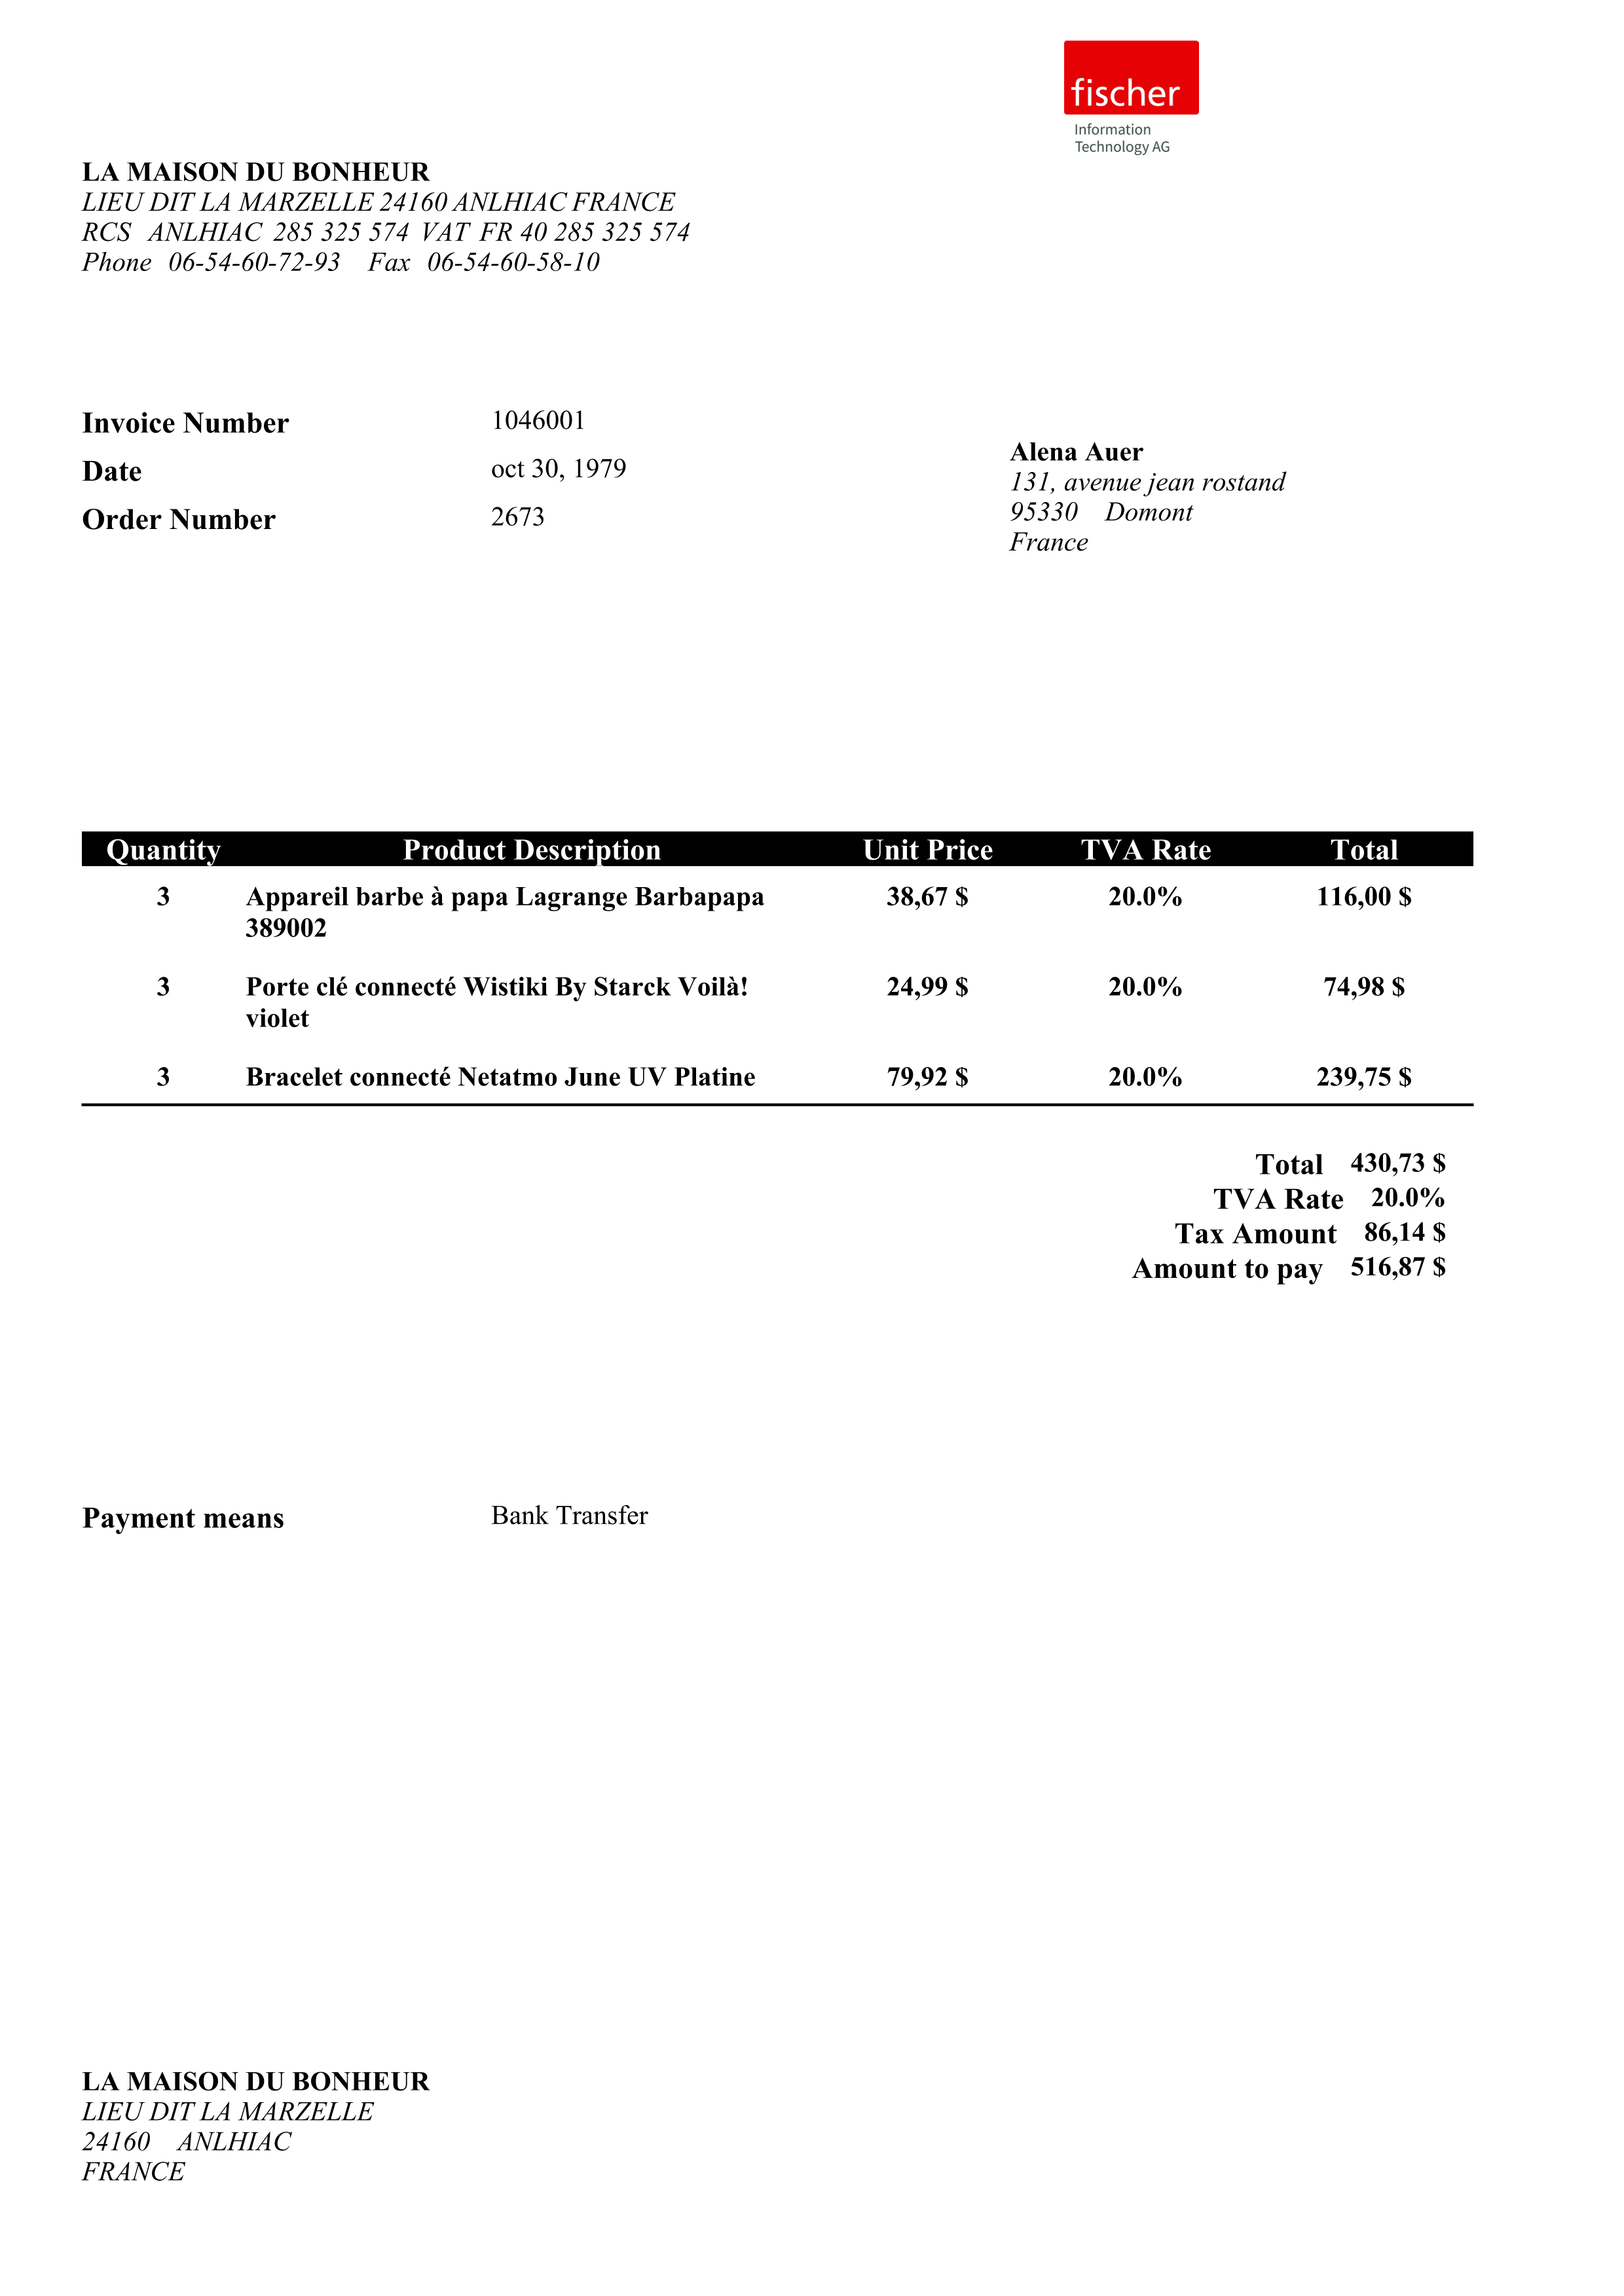 fischer
Information
Technology AG
LA MAISON DU BONHEUR
LIEU DIT LA MARZELLE 24160 ANLHIAC FRANCE
RCS ANLHIAC 285 325 574 VAT FR 40 285 325 574
Phone 06-54-60-72-93 Fax 06-54-60-58-10
Invoice Number 1046001
Date oct 30, 1979
Order Number 2673
Alena Auer
131, avenue jean rostand
95330 Domont
France
Quantity Product Description Unit Price TVA Rate Total
3 Appareil barbe à papa Lagrange Barbapapa 38,67 $ 20.0% 116,00 $
389002
3 Porte clé connecté Wistiki By Starck Voilà! 24,99 $ 20.0% 74,98 $
violet
3 Bracelet connecté Netatmo June UV Platine 79,92 $ 20.0% 239,75 $
Total 430,73 $
TVA Rate 20.0%
Tax Amount 86,14 $
Amount to pay 516,87 $
Payment means Bank Transfer
LA MAISON DU BONHEUR
LIEU DIT LA MARZELLE
24160 ANLHIAC
FRANCE